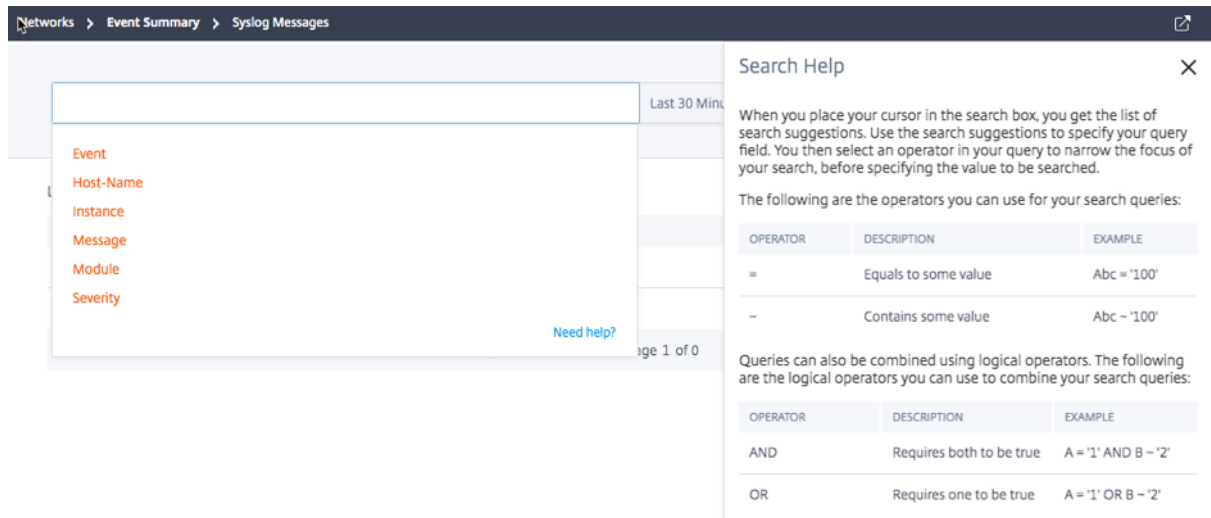 Networks > Event Summary > Syslog Messages
Last 30 Minu
Event
Host-Name
Instance
Message
Module
Severity
Need help?
age 1 of 0
Search Help
When you place your cursor in the search box, you get the list of
search suggestions. Use the search suggestions to specify your query
field. You then select an operator in your query to narrow the focus of
your search, before specifying the value to be searched.
The following are the operators you can use for your search queries:
OPERATOR DESCRIPTION EXAMPLE
= Equals to some value Abc = '100'
~ Contains some value Abc ~ '100'
Queries can also be combined using logical operators. The following
are the logical operators you can use to combine your search queries:
OPERATOR DESCRIPTION EXAMPLE
AND Requires both to be true A = '1' AND B ~ '2'
OR Requires one to be true A = '1' OR B ~ '2'